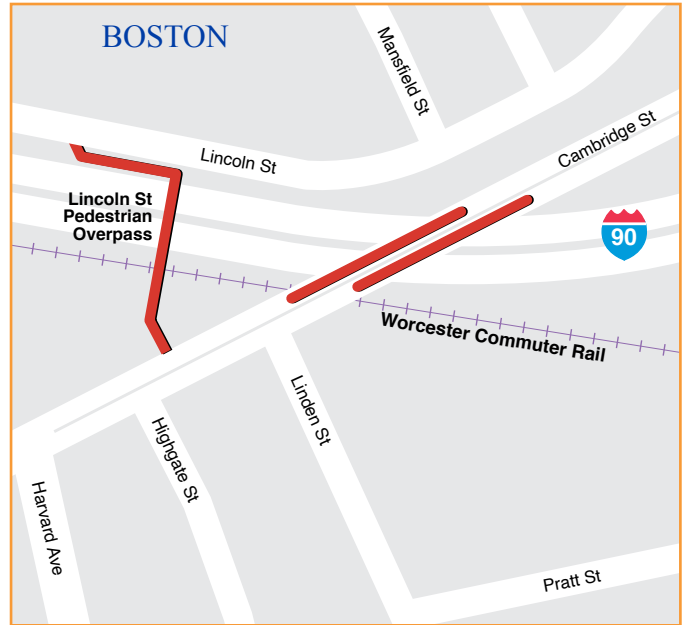 BOSTON
Mansfield St
Cambridge St
Lincoln St
Lincoln St
Pedestrian
Overpass
90
Worcester Commuter Rail
Linden St
Highgate St
Harvard Ave
Pratt St